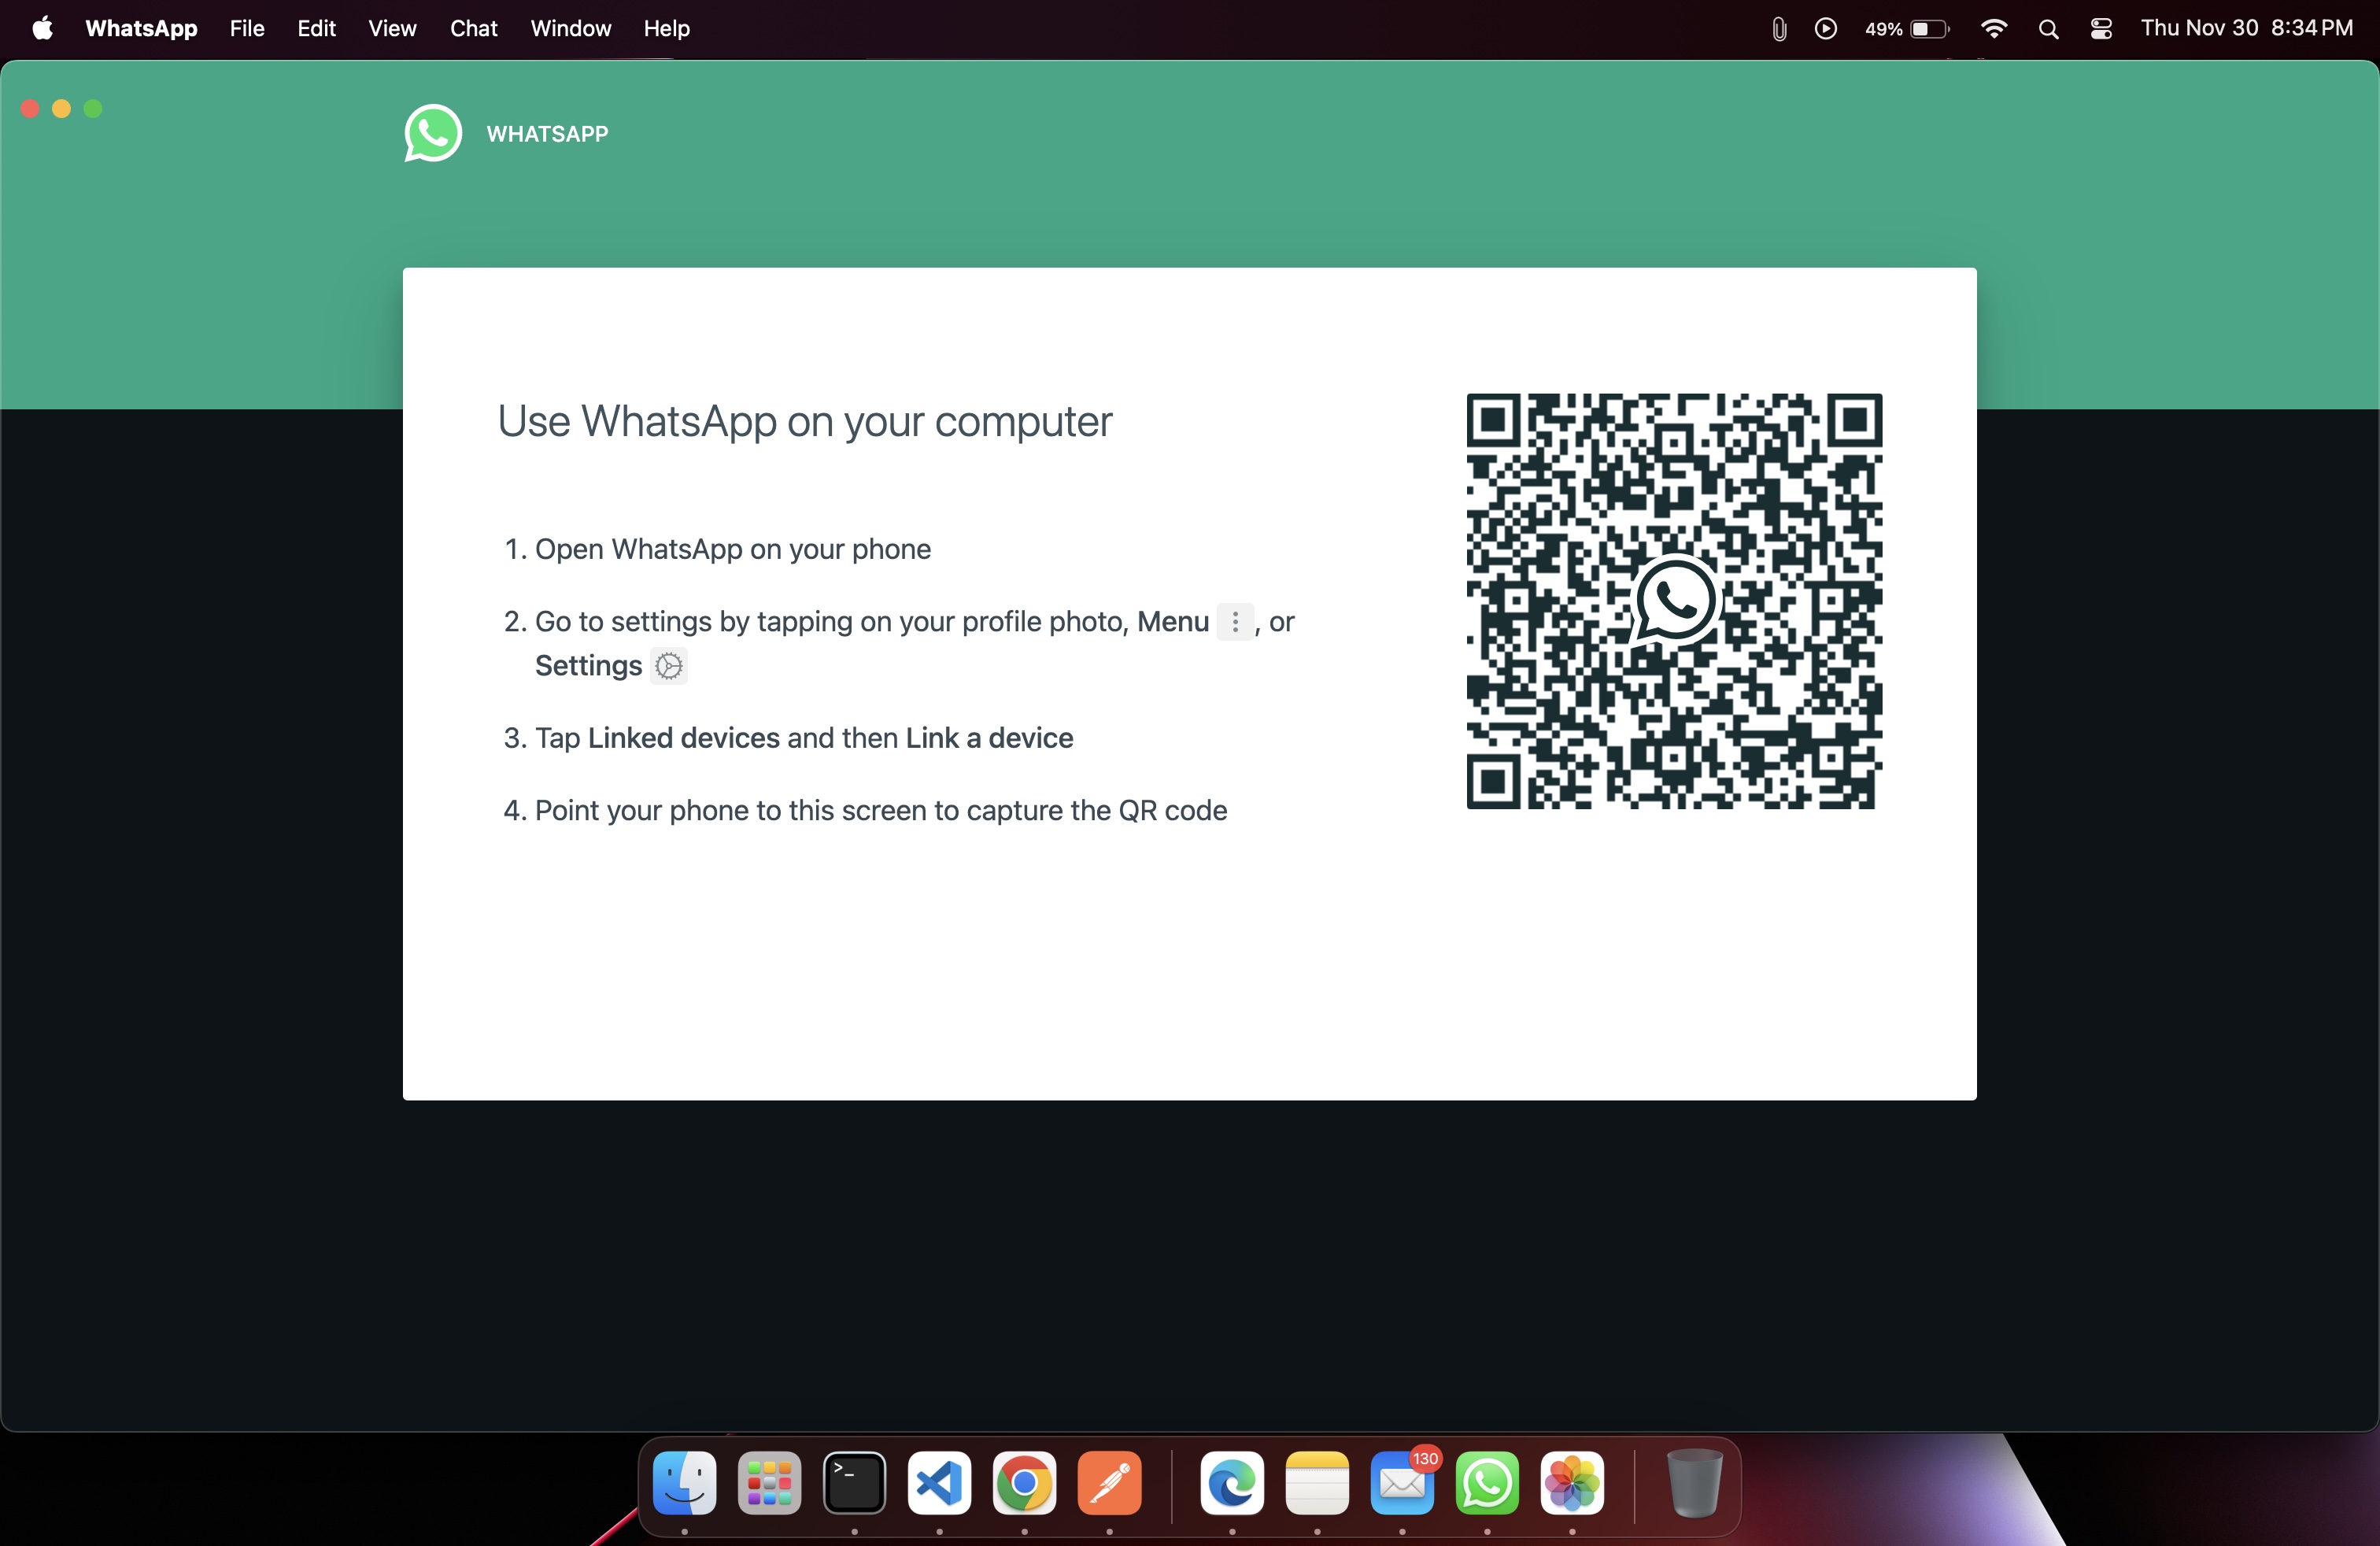 WhatsApp File Edit View Chat Window Help 49% Thu Nov 30 8:34 PM
WHATSAPP
Use WhatsApp on your computer
1. Open WhatsApp on your phone
2. Go to settings by tapping on your profile photo, Menu , or
Settings
3. Tap Linked devices and then Link a device
4. Point your phone to this screen to capture the QR code
>_
130